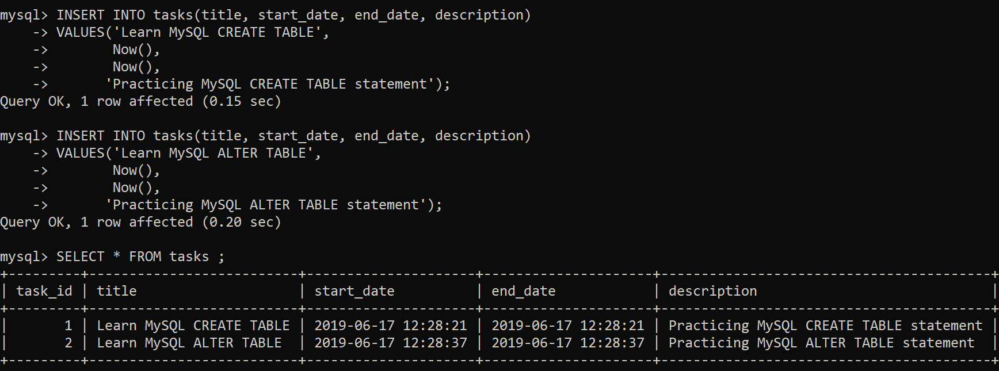 mysql> INSERT INTO tasks(title, start_date, end_date, description)
    -> VALUES('Learn MySQL CREATE TABLE',
    ->        Now(),
    ->        Now(),
    ->       'Practicing MySQL CREATE TABLE statement');
Query OK, 1 row affected (0.15 sec)

mysql> INSERT INTO tasks(title, start_date, end_date, description)
    -> VALUES('Learn MySQL ALTER TABLE',
    ->        Now(),
    ->        Now(),
    ->       'Practicing MySQL ALTER TABLE statement');
Query OK, 1 row affected (0.20 sec)

mysql> SELECT * FROM tasks ;
+---------+--------------------------+---------------------+---------------------+-----------------------------------------+
| task_id | title                    | start_date          | end_date            | description                             |
+---------+--------------------------+---------------------+---------------------+-----------------------------------------+
|       1 | Learn MySQL CREATE TABLE | 2019-06-17 12:28:21 | 2019-06-17 12:28:21 | Practicing MySQL CREATE TABLE statement |
|       2 | Learn MySQL ALTER TABLE  | 2019-06-17 12:28:37 | 2019-06-17 12:28:37 | Practicing MySQL ALTER TABLE statement  |
+---------+--------------------------+---------------------+---------------------+-----------------------------------------+